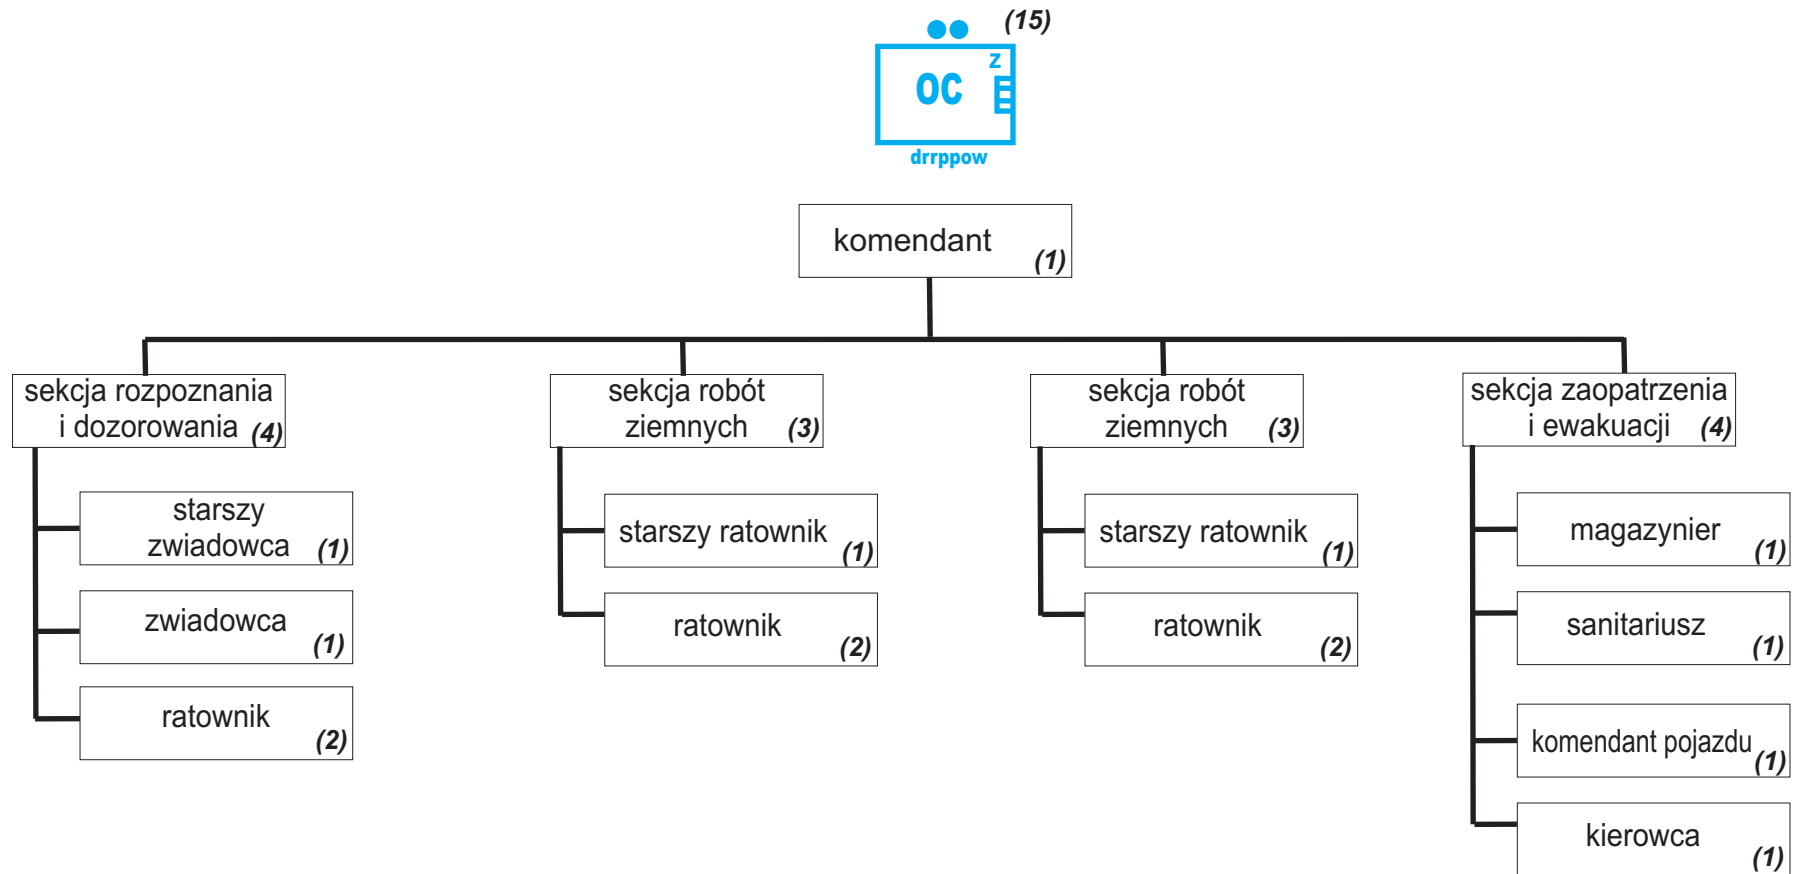 (15)
z
OC
drrppow
komendant
(1)
sekcja rozpoznania
i dozorowania (4)
starszy
zwiadowca (1)
zwiadowca
(1)
ratownik
(2)
sekcja robót
ziemnych (3)
starszy ratownik
(1)
ratownik
(2)
sekcja robót
ziemnych (3)
starszy ratownik
(1)
ratownik
(2)
sekcja zaopatrzenia
i ewakuacji (4)
magazynier
(1)
sanitariusz
(1)
komendant pojazdu
(1)
kierowca
(1)